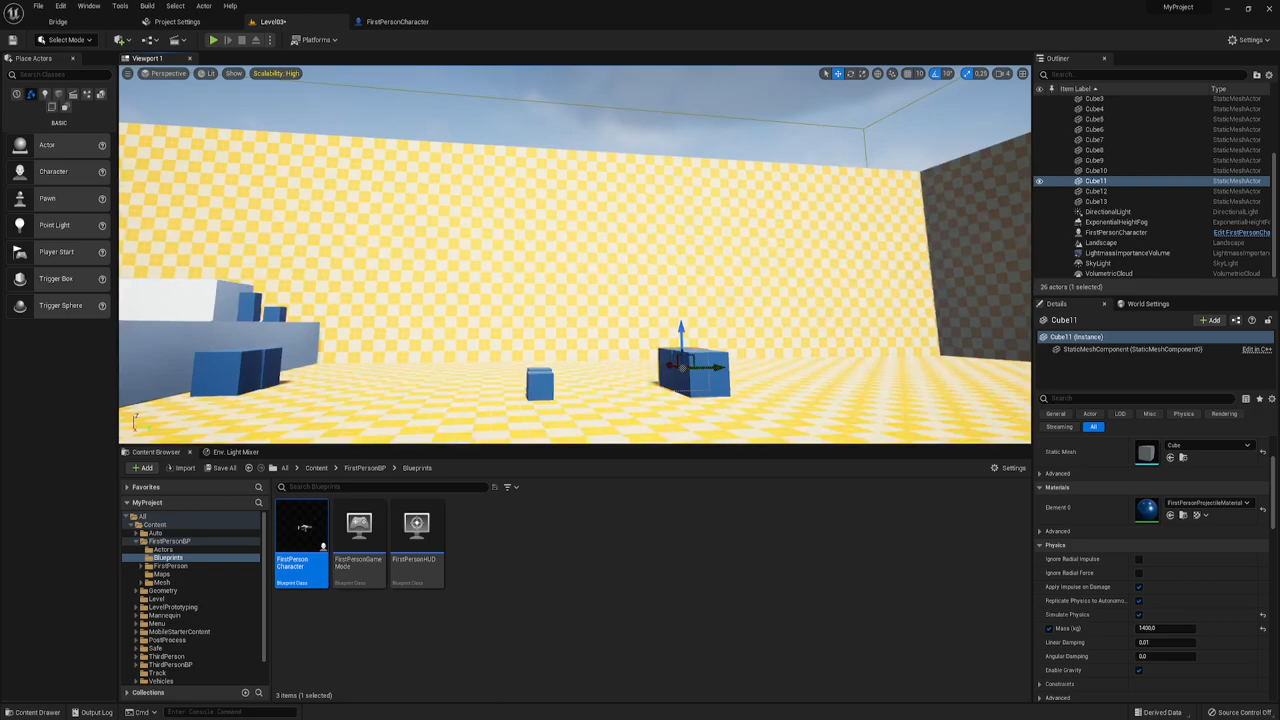 File Edit Window Tools Build Select Actor Help
MyProject
Bridge
Project Settings
Level03*
FirstPersonCharacter
Select Mode
Platforms
Settings
Place Actors
Search Classes
BASIC
Actor
Character
Pawn
Point Light
Player Start
Trigger Box
Trigger Sphere
Viewport 1
Perspective Lit Show Scalability: High
10 10° 0,25 4
Outliner
Search...
Item Label Type
Cube3 StaticMeshActor
Cube4 StaticMeshActor
Cube5 StaticMeshActor
Cube6 StaticMeshActor
Cube7 StaticMeshActor
Cube8 StaticMeshActor
Cube9 StaticMeshActor
Cube10 StaticMeshActor
Cube11 StaticMeshActor
Cube12 StaticMeshActor
Cube13 StaticMeshActor
DirectionalLight DirectionalLight
ExponentialHeightFog ExponentialHeightF
FirstPersonCharacter Edit FirstPersonCha
Landscape Landscape
LightmassImportanceVolume LightmassImportan
SkyLight SkyLight
VolumetricCloud VolumetricCloud
26 actors (1 selected)
Details World Settings
Cube11
Add
Cube11 (Instance)
StaticMeshComponent (StaticMeshComponent0) Edit in C++
Search
General Actor LOD Misc Physics Rendering
Streaming All
Static Mesh Cube
Advanced
Materials
Element 0 FirstPersonProjectileMaterial
Advanced
Physics
Ignore Radial Impulse
Ignore Radial Force
Apply Impulse on Damage
Replicate Physics to Autonomo...
Simulate Physics
Mass (kg) 1400,0
Linear Damping 0,01
Angular Damping 0,0
Enable Gravity
Constraints
Advanced
Content Browser Env. Light Mixer
Add Import Save All All Content FirstPersonBP Blueprints Settings
Favorites
Search Blueprints
MyProject
All
Content
Auto
FirstPersonBP
Actors
Blueprints
FirstPerson
Maps
Mesh
Geometry
Level
LevelPrototyping
Mannequin
Menu
MobileStarterContent
PostProcess
Safe
ThirdPerson
ThirdPersonBP
Track
Vehicles
Collections
FirstPerson
Character
Blueprint Class
FirstPersonGame
Mode
Blueprint Class
FirstPersonHUD
Blueprint Class
3 items (1 selected)
Content Drawer Output Log Cmd Enter Console Command Derived Data Source Control Off